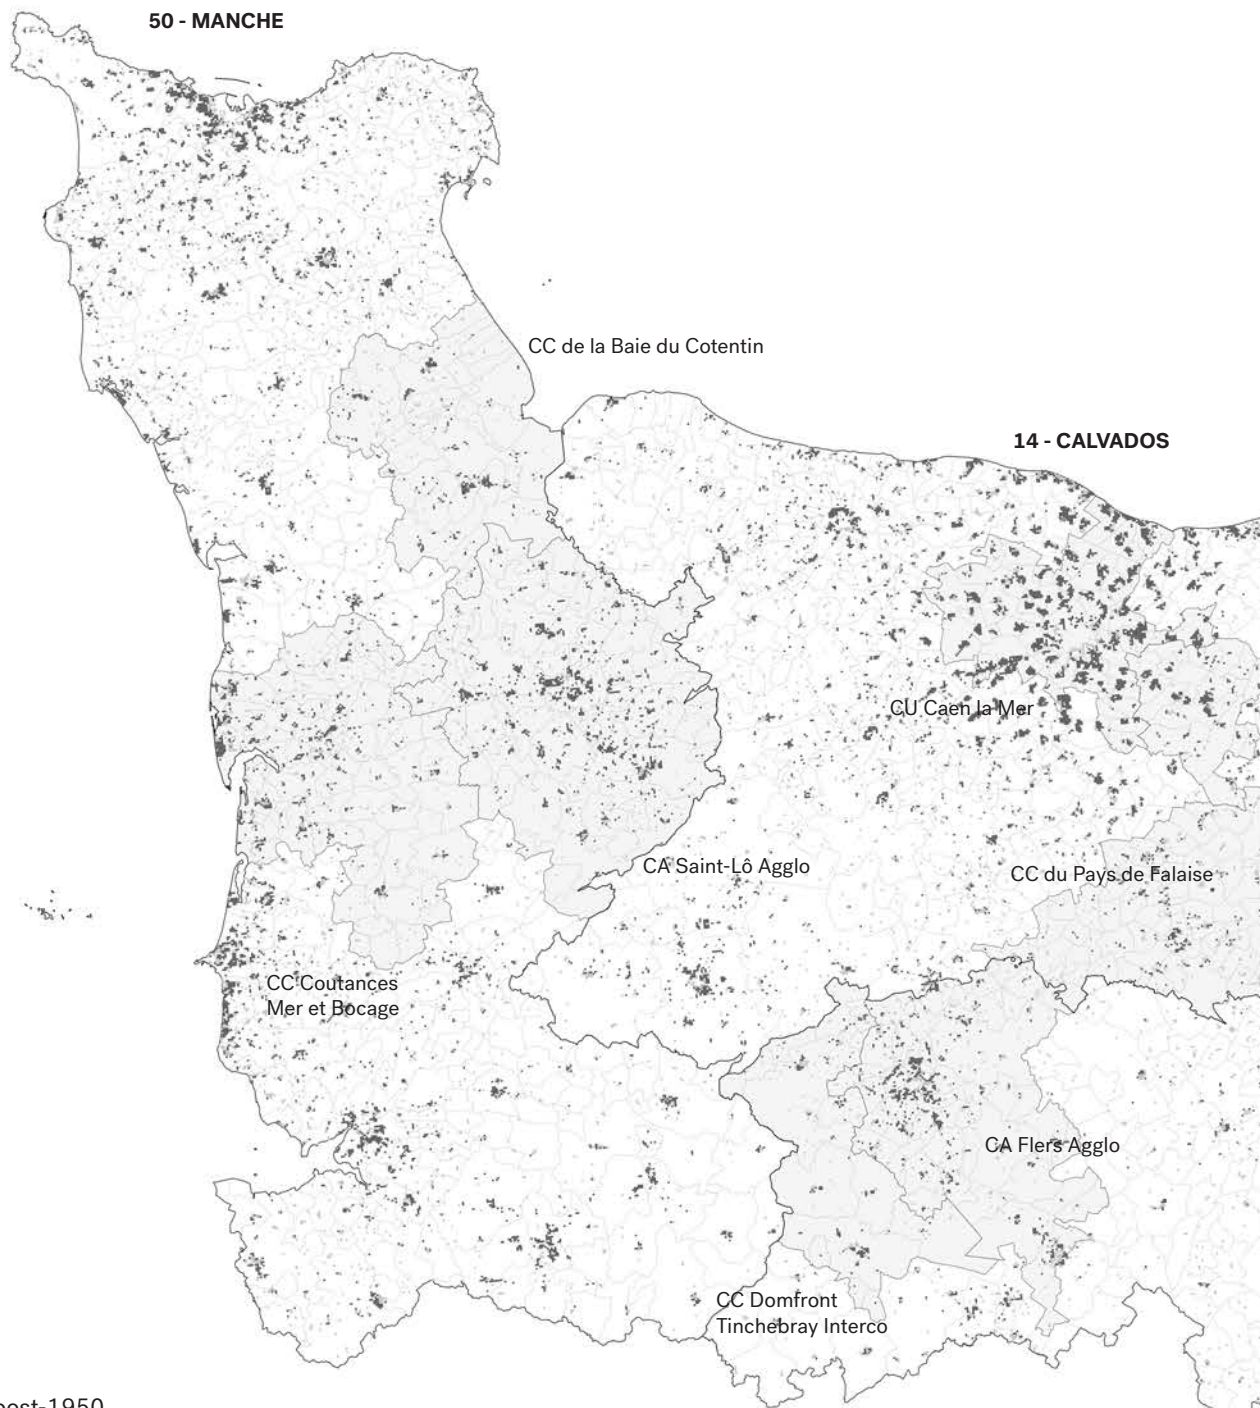 50 - MANCHE
CC de la Baie du Cotentin
14 - CALVADOS
CU Caen la Mer
CA Saint-Lô Agglo
CC du Pays de Falaise
CC Coutances
Mer et Bocage
CA Flers Agglo
CC Domfront
Tinchebray Interco
post-1950